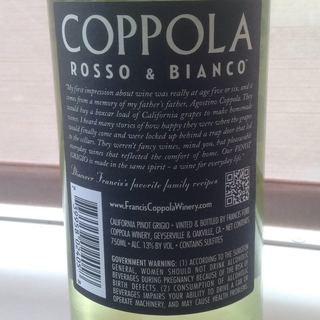 COPPOLA
ROSSO & BIANCO
My first impression about wine was really at age five or six, and it
comes from a memory of my father's father, Agostino Coppola. They
would buy a boxcar load of California grapes to make homemade
wine. I heard many stories of how happy they were when the grapes
would finally come and were locked up behind a trap door that led
to the cellars. They weren't fancy wines, mind you, but pleasant
everyday wines that reflected the comfort of home. Our PINOT
GRIGIO is made in the same spirit – a wine for everyday life."
Discover Francis's favorite family recipes
www.FrancisCoppolaWinery.com
CALIFORNIA PINOT GRIGIO • VINTED & BOTTLED BY FRANCIS FORD
COPPOLA WINERY, GEYSERVILLE & OAKVILLE, CA • NET CONTENTS
750ML • ALC. 13% BY VOL • CONTAINS SULFITES
GOVERNMENT WARNING: (1) ACCORDING TO THE SURGEON
GENERAL, WOMEN SHOULD NOT DRINK ALCOHOLIC
BEVERAGES DURING PREGNANCY BECAUSE OF THE RISK OF
BIRTH DEFECTS. (2) CONSUMPTION OF ALCOHOLIC
BEVERAGES IMPAIRS YOUR ABILITY TO DRIVE A CAR OR
OPERATE MACHINERY, AND MAY CAUSE HEALTH PROBLEMS.